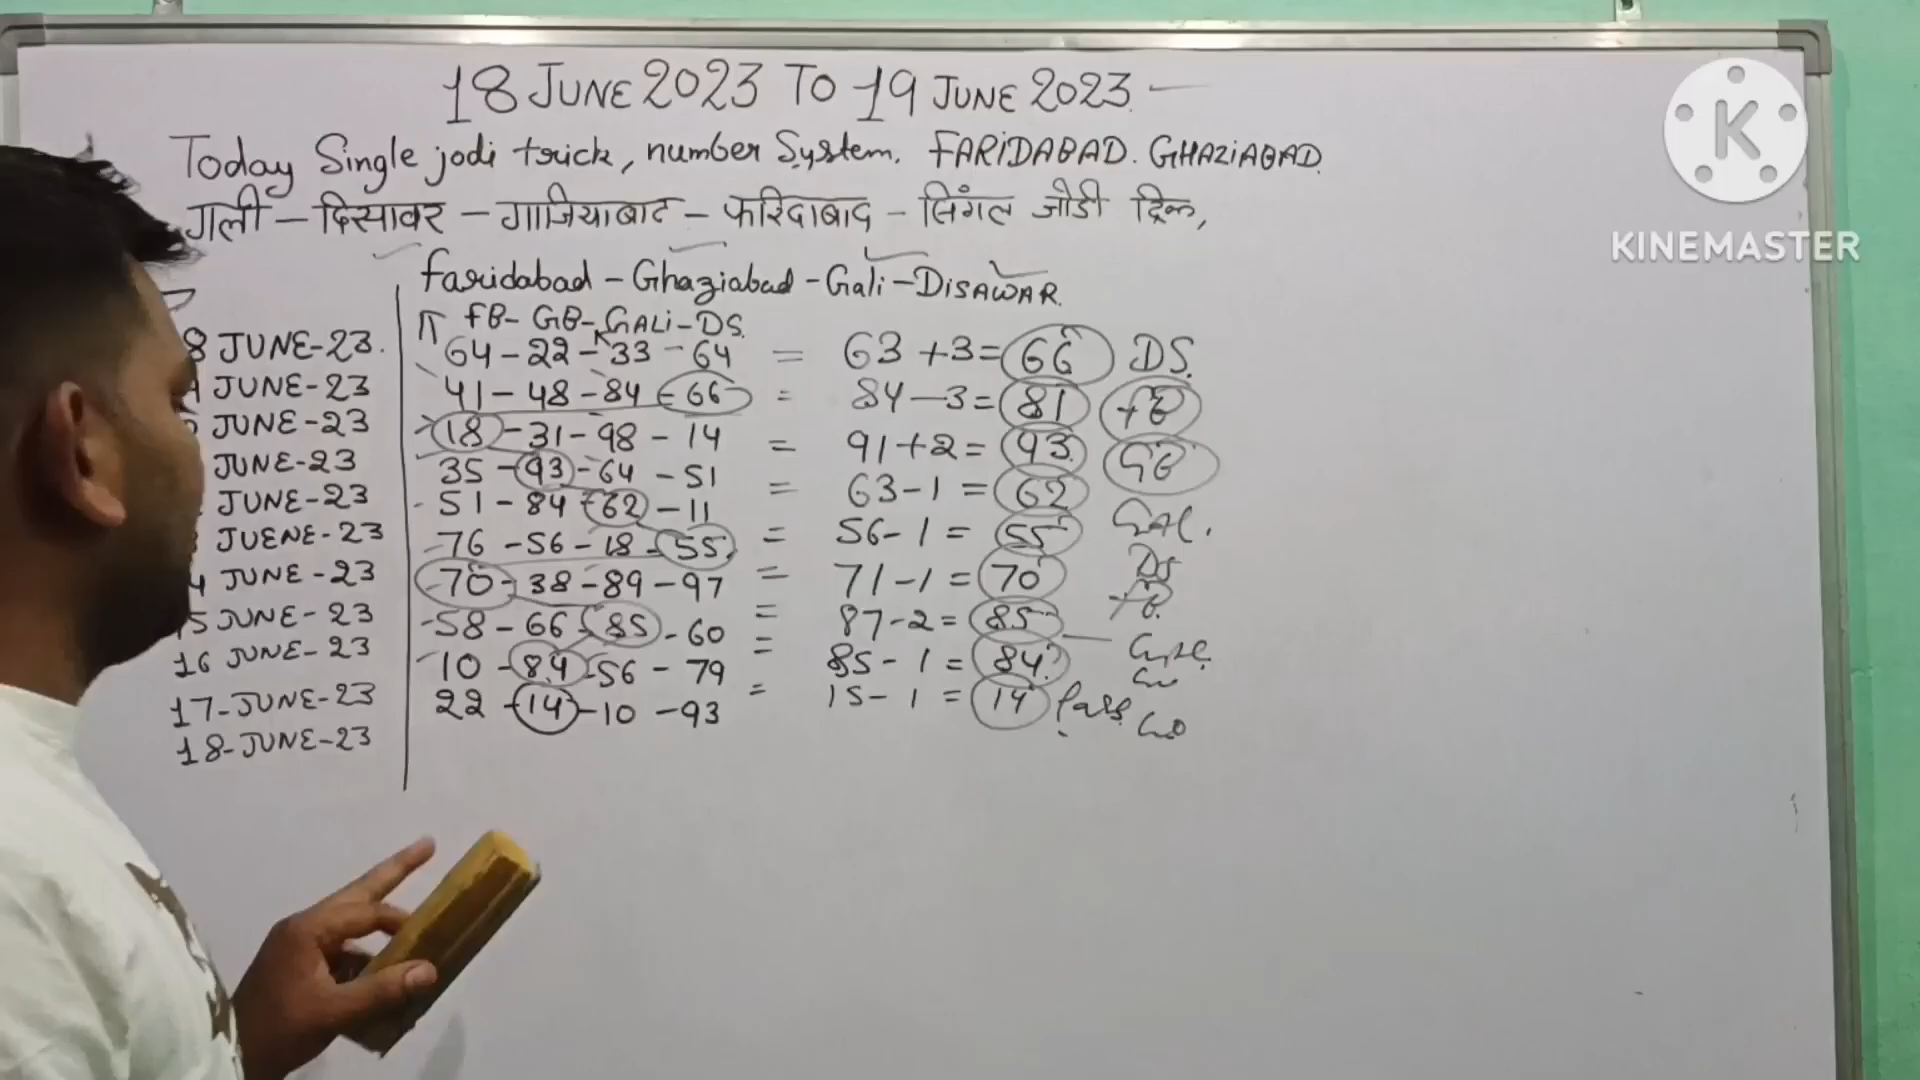 18 JUNE 2023 TO 19 JUNE 2023
Today Single jodi trick, number System. FARIDABAD. GHAZIABAD
गली - दिसावर - गाजियाबाद - फरिदाबाद - सिंगल जोडी ट्रिक,
Faridabad - Ghaziabad - Gali - DISAWAR.
FB - GB - GALI - DS.
8 JUNE-23. 64 - 22 - 33 - 64 = 63 + 3 = 66 DS.
JUNE-23 41 - 48 - 84 - 66 = 84 - 3 = 81 FB
JUNE-23 18 - 31 - 98 - 14 = 91 + 2 = 93 GB
JUNE-23 35 - 93 - 64 - 51 = 63 - 1 = 62 GAL.
JUNE-23 51 - 84 - 62 - 11 = 56 - 1 = 55 DS
JUENE-23 76 - 56 - 18 - 55 = 71 - 1 = 70 FB.
4 JUNE-23 70 - 38 - 89 - 97 = 87 - 2 = 85
15 JUNE-23 58 - 66 - 85 - 60 = 85 - 1 = 84
16 JUNE-23 10 - 84 - 56 - 79 = 15 - 1 = 14 Pass
17-JUNE-23 22 - 14 - 10 - 93
18-JUNE-23
K
KINEMASTER